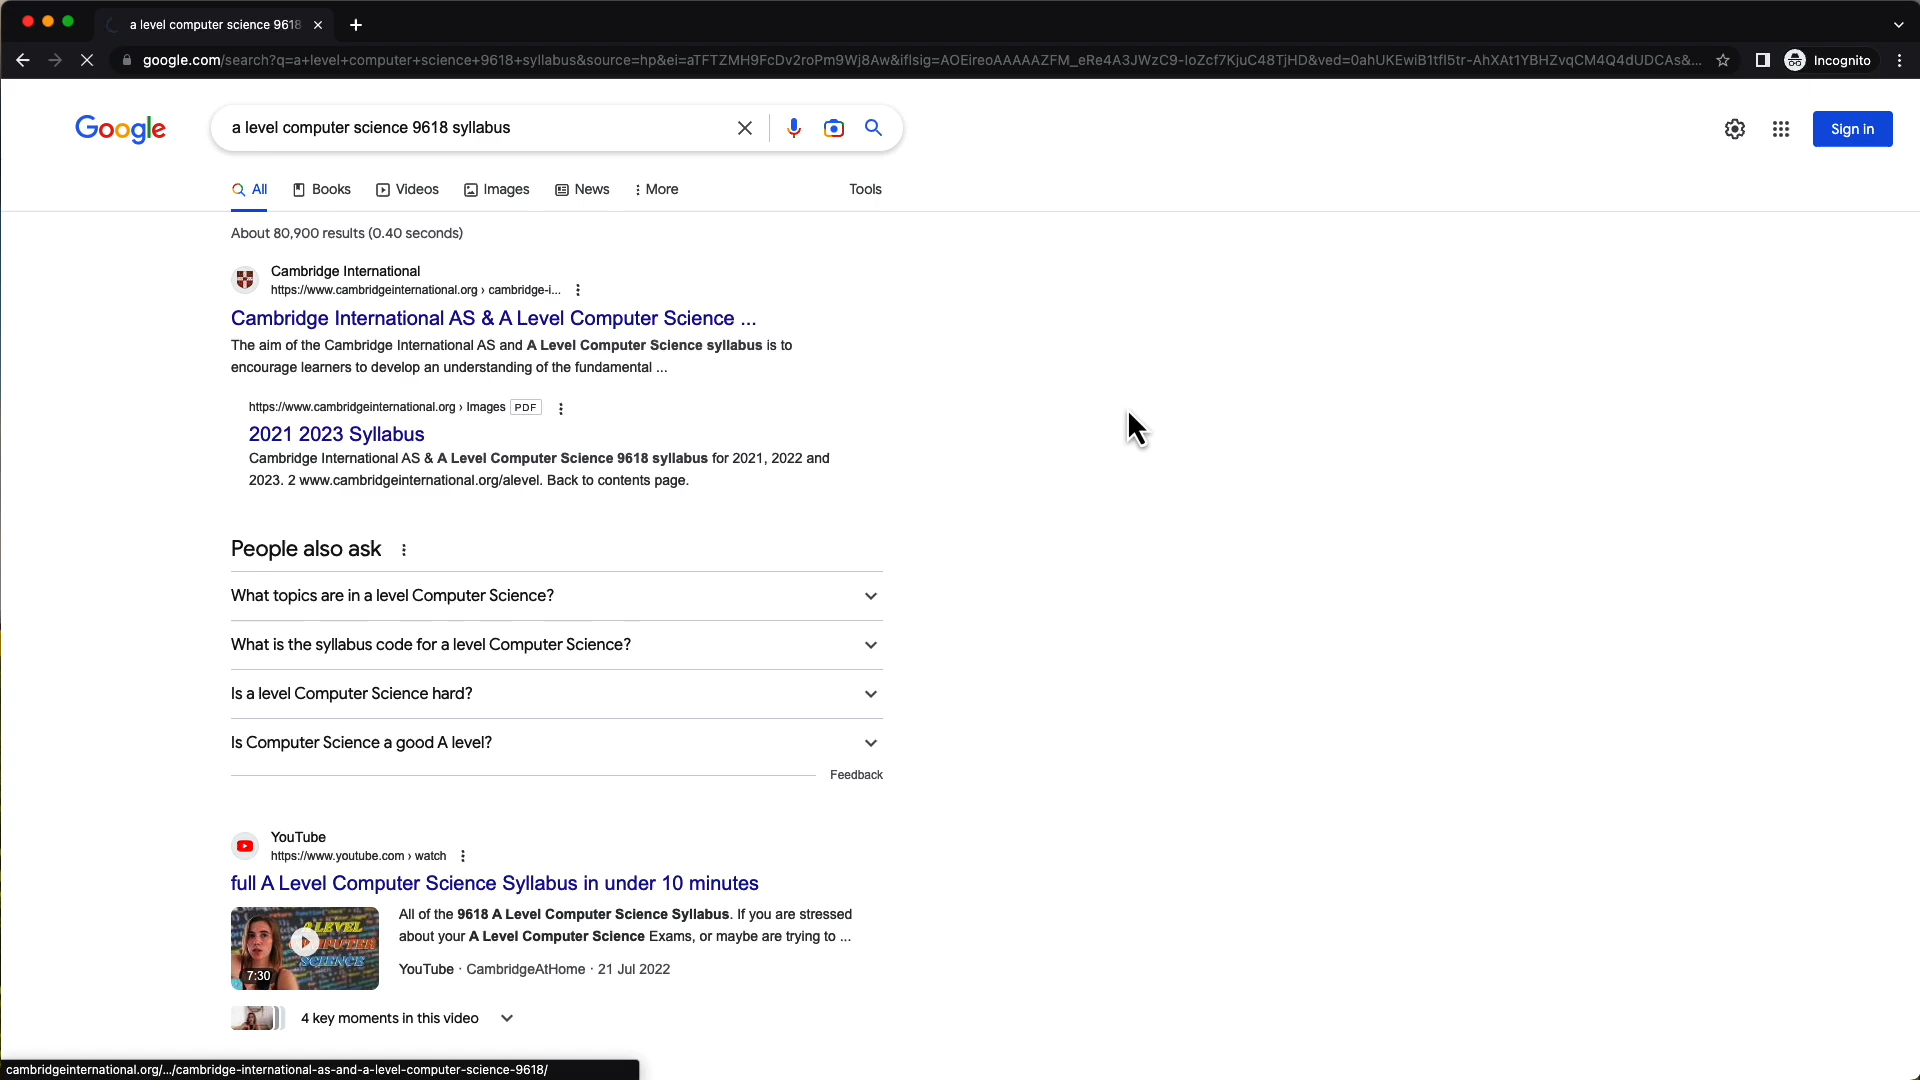 a level computer science 9618
google.com/search?q=a+level+computer+science+9618+syllabus&source=hp&ei=aTFTZMH9FcDv2roPm9Wj8Aw&iflsig=AOEireoAAAAAZFM_eRe4A3JWzC9-IoZcf7KjuC48TjHD&ved=0ahUKEwiB1tfI5tr-AhXAt1YBHZvqCM4Q4dUDCAs&...
Incognito
Google
a level computer science 9618 syllabus
Sign in
All
Books
Videos
Images
News
More
Tools
About 80,900 results (0.40 seconds)
Cambridge International
https://www.cambridgeinternational.org › cambridge-i...
Cambridge International AS & A Level Computer Science ...
The aim of the Cambridge International AS and A Level Computer Science syllabus is to
encourage learners to develop an understanding of the fundamental ...
https://www.cambridgeinternational.org › Images PDF
2021 2023 Syllabus
Cambridge International AS & A Level Computer Science 9618 syllabus for 2021, 2022 and
2023. 2 www.cambridgeinternational.org/alevel. Back to contents page.
People also ask
What topics are in a level Computer Science?
What is the syllabus code for a level Computer Science?
Is a level Computer Science hard?
Is Computer Science a good A level?
Feedback
YouTube
https://www.youtube.com › watch
full A Level Computer Science Syllabus in under 10 minutes
A LEVEL
COMPUTER
SCIENCE
7:30
All of the 9618 A Level Computer Science Syllabus. If you are stressed
about your A Level Computer Science Exams, or maybe are trying to ...
YouTube · CambridgeAtHome · 21 Jul 2022
4 key moments in this video
cambridgeinternational.org/.../cambridge-international-as-and-a-level-computer-science-9618/